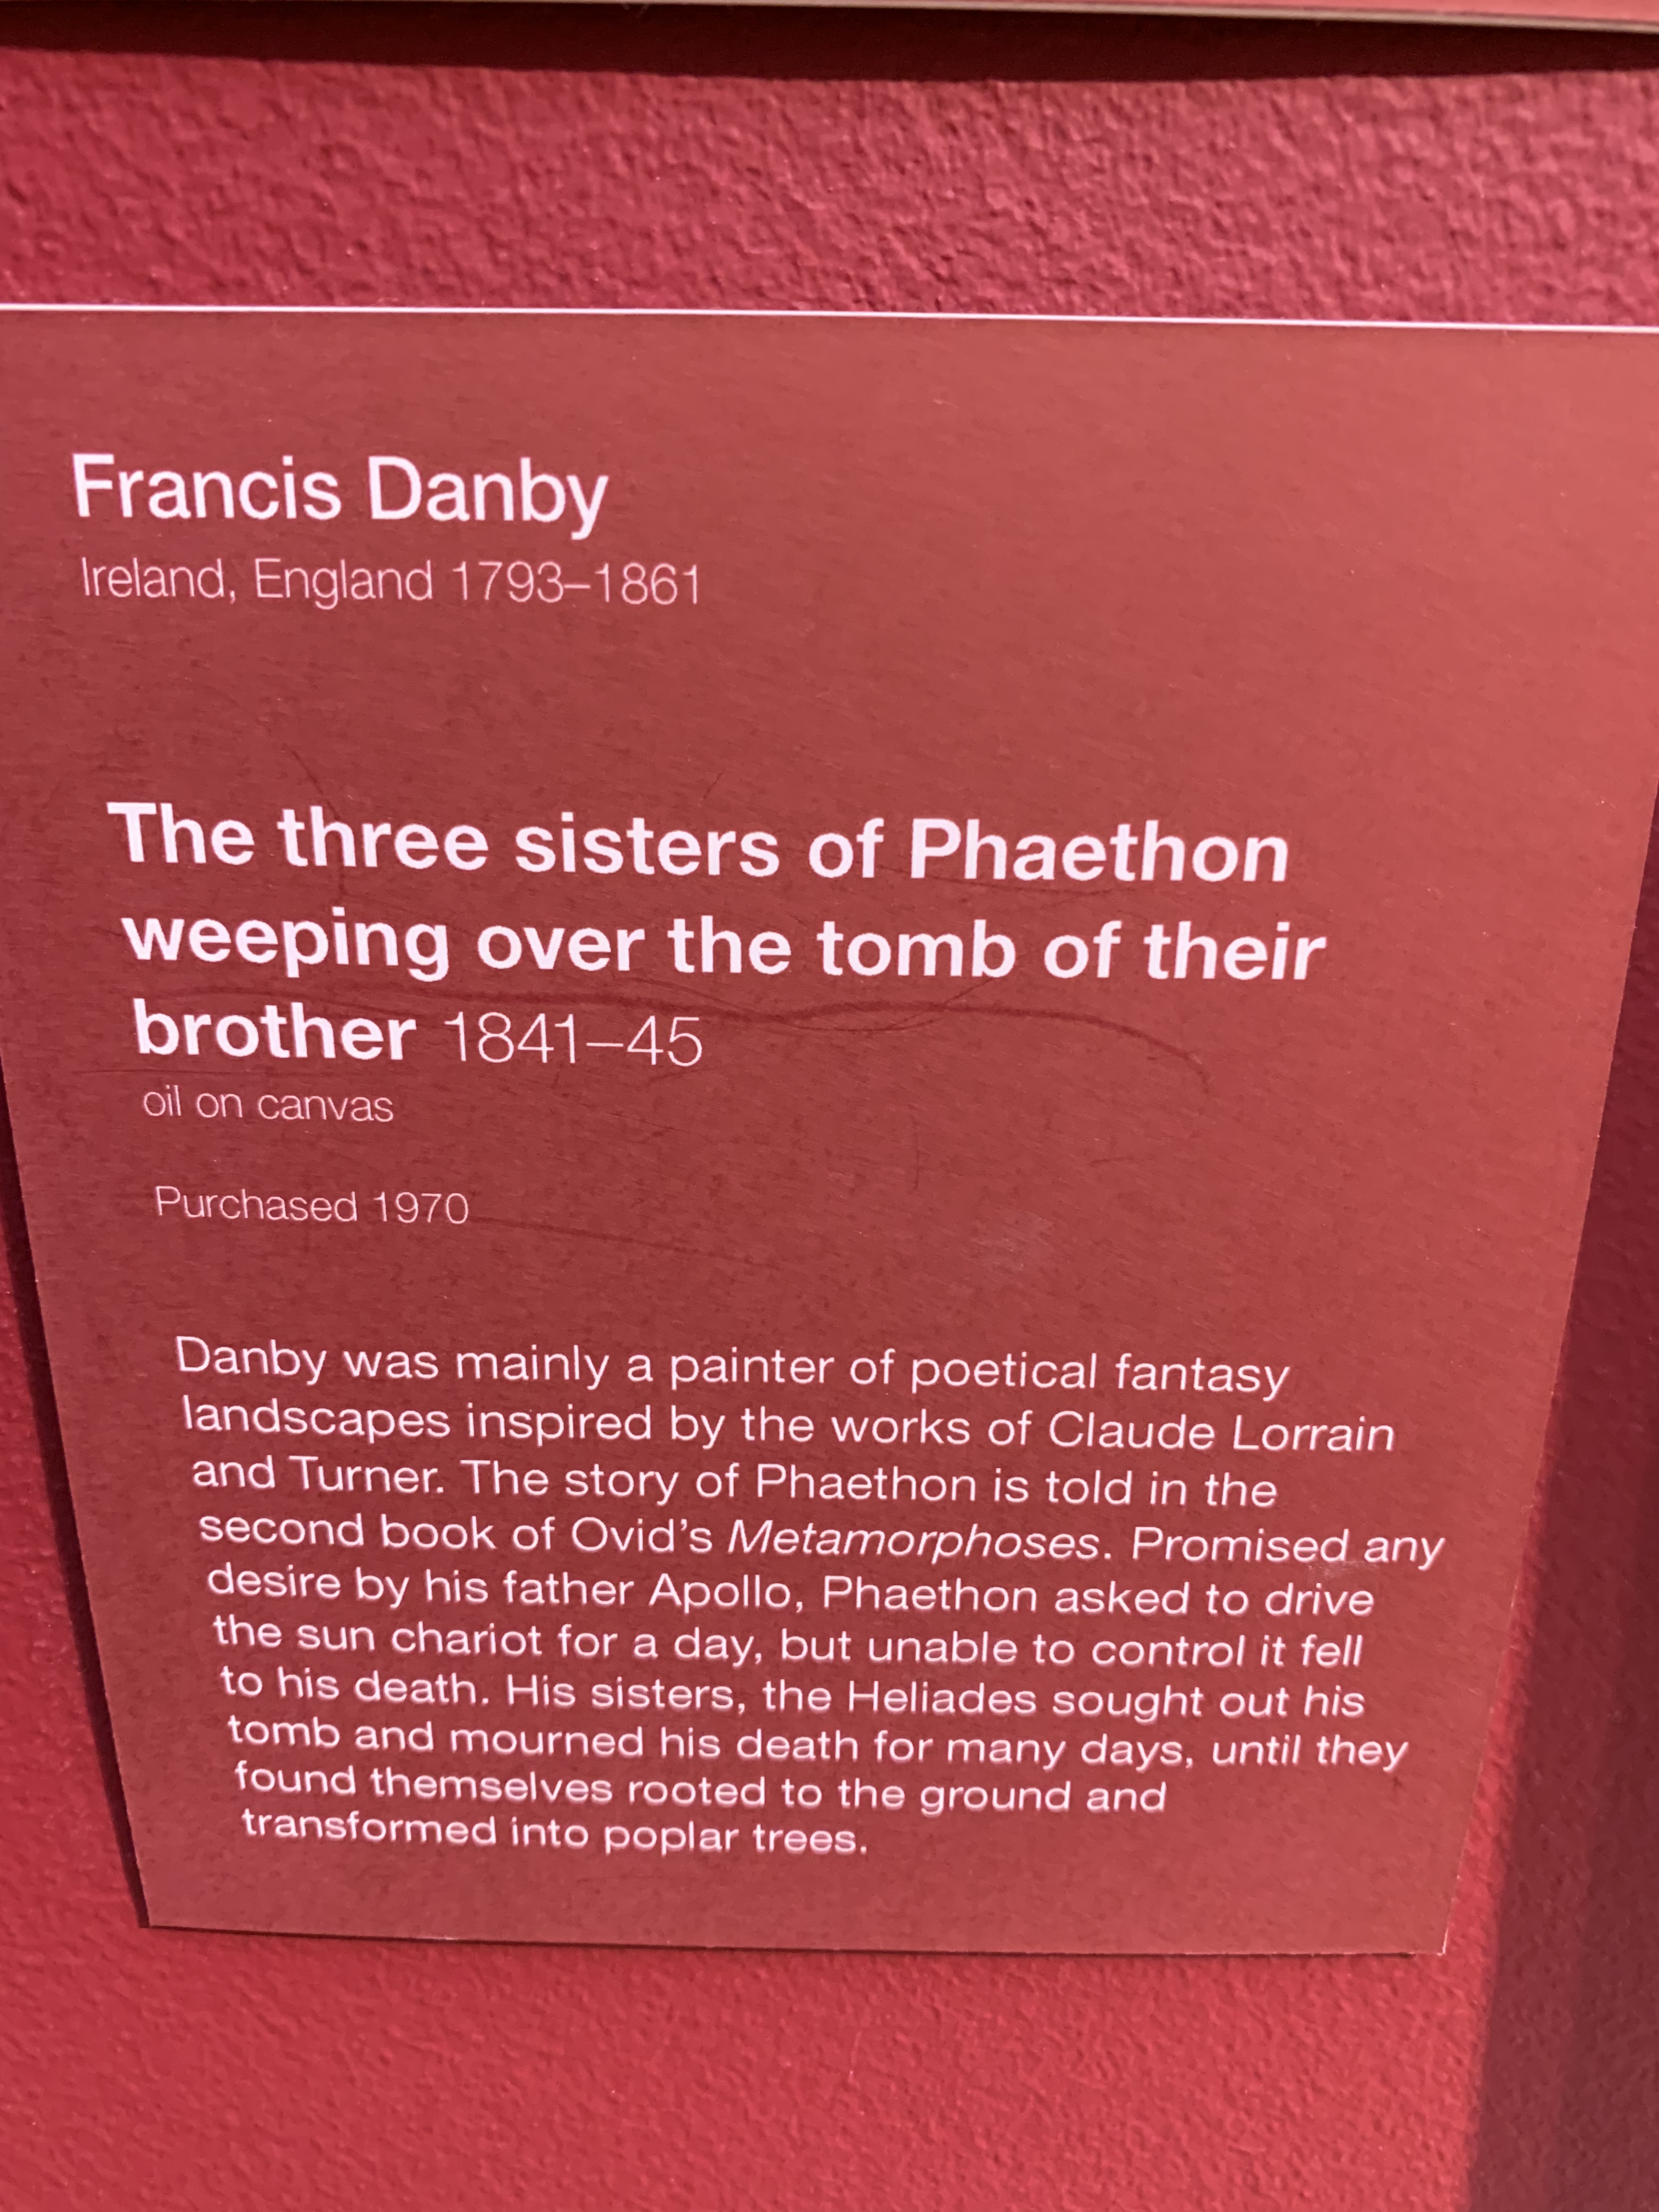 Francis Danby
Ireland, England 1793–1861
The three sisters of Phaethon
weeping over the tomb of their
brother 1841–45
oil on canvas
Purchased 1970
Danby was mainly a painter of poetical fantasy
landscapes inspired by the works of Claude Lorrain
and Turner. The story of Phaethon is told in the
second book of Ovid’s Metamorphoses. Promised any
desire by his father Apollo, Phaethon asked to drive
the sun chariot for a day, but unable to control it fell
to his death. His sisters, the Heliades sought out his
tomb and mourned his death for many days, until they
found themselves rooted to the ground and
transformed into poplar trees.